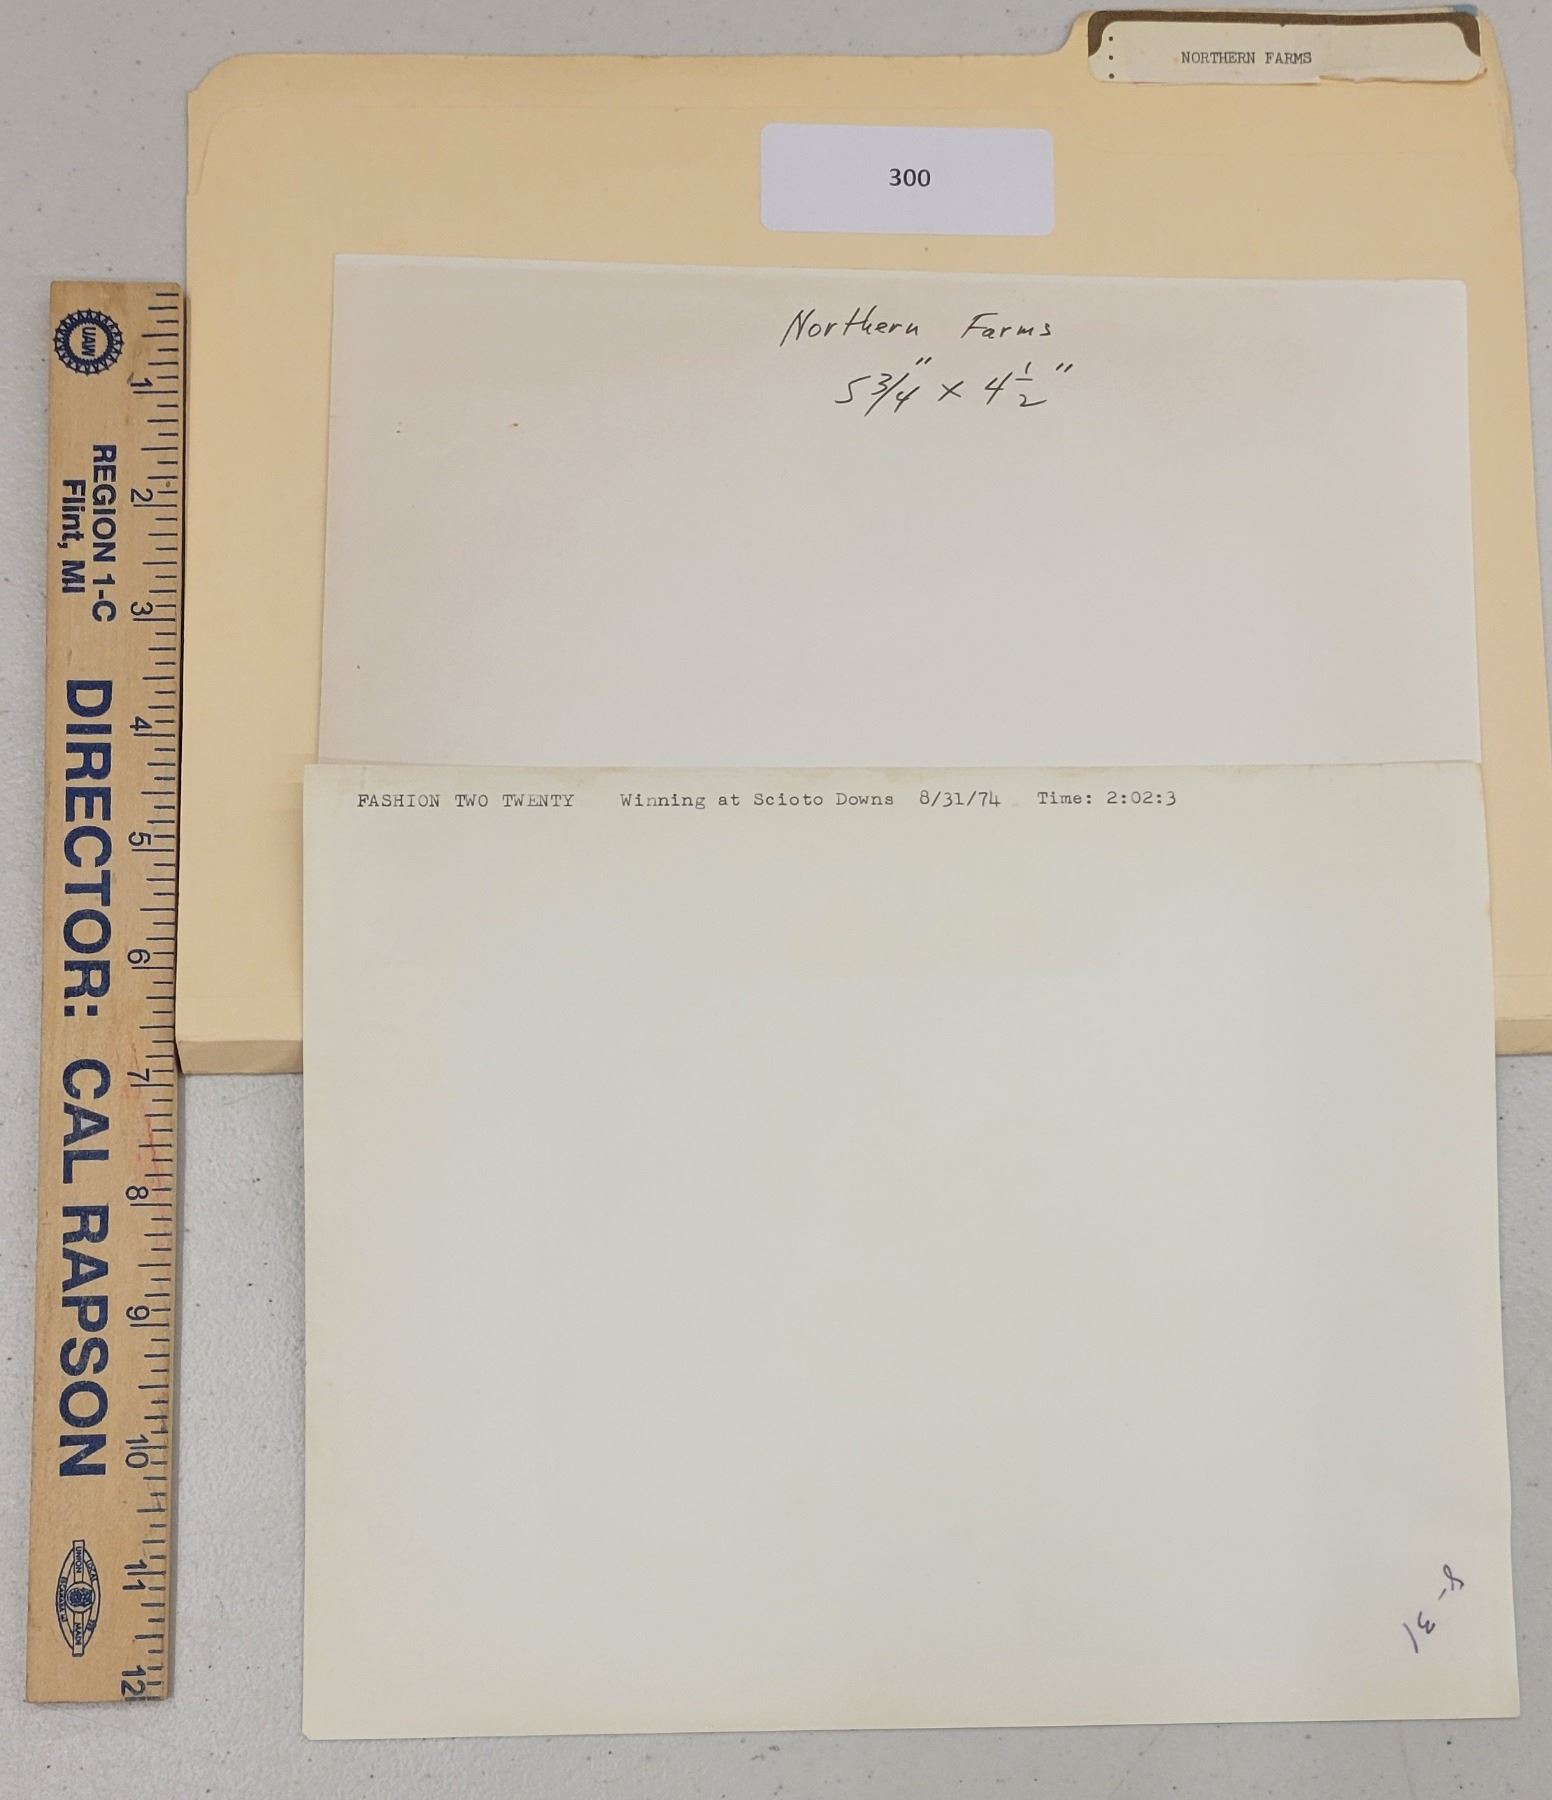 NORTHERN FARMS
300
Northern Farms
5 3/4" x 4 1/2"
FASHION TWO TWENTY Winning at Scioto Downs 8/31/74 Time: 2:02:3
8-31
UAW
REGION 1-C
Flint, MI
DIRECTOR: CAL RAPSON
1 2 3 4 5 6 7 8 9 10 11 12
UNION MADE